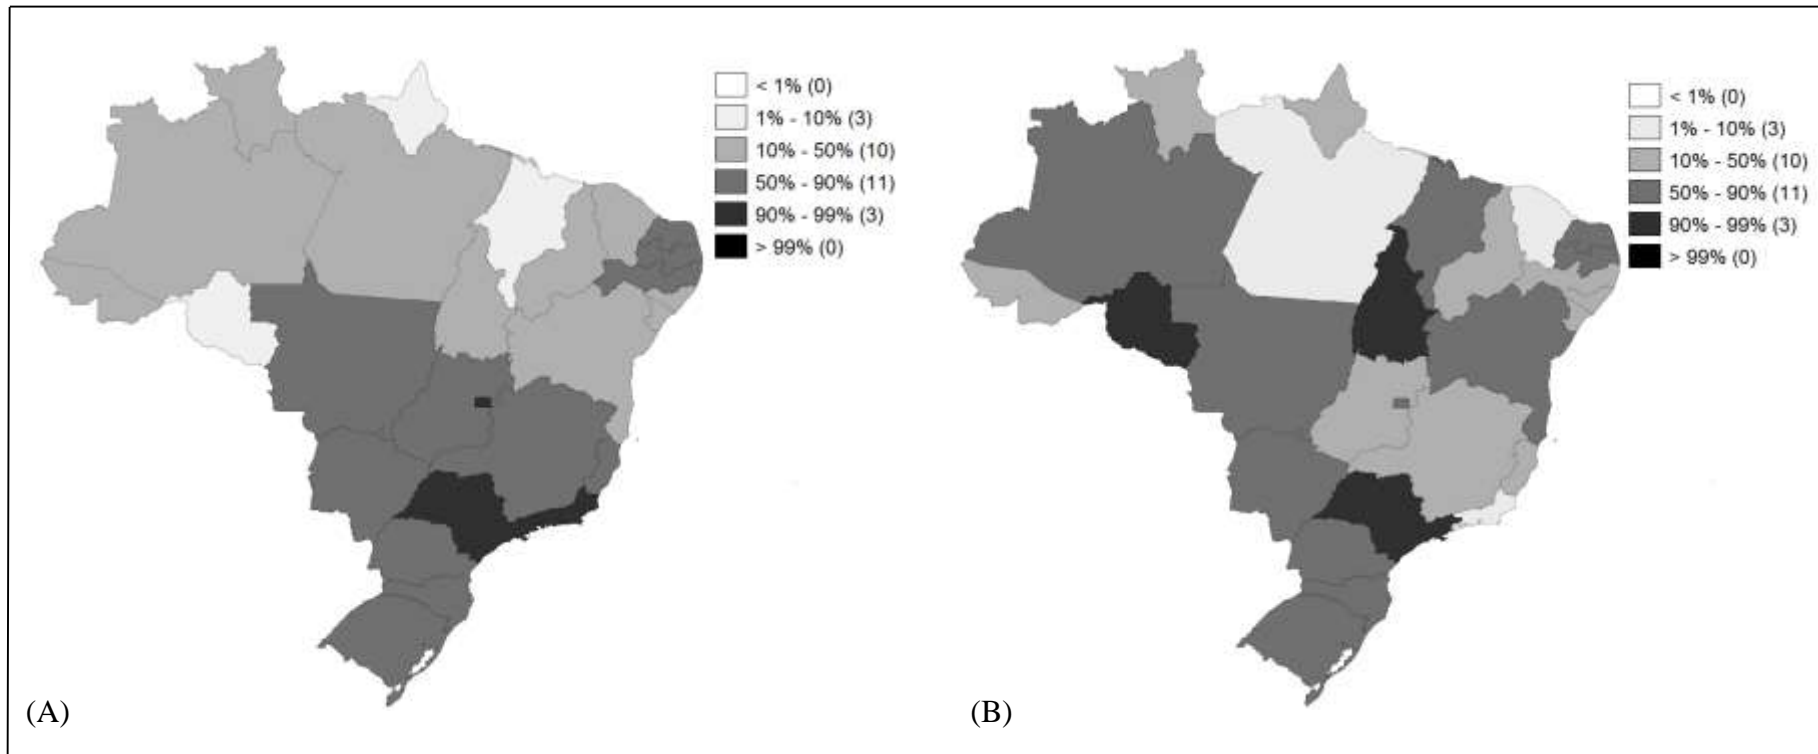 < 1% (0)
1% - 10% (3)
10% - 50% (10)
50% - 90% (11)
90% - 99% (3)
> 99% (0)
(A)
< 1% (0)
1% - 10% (3)
10% - 50% (10)
50% - 90% (11)
90% - 99% (3)
> 99% (0)
(B)